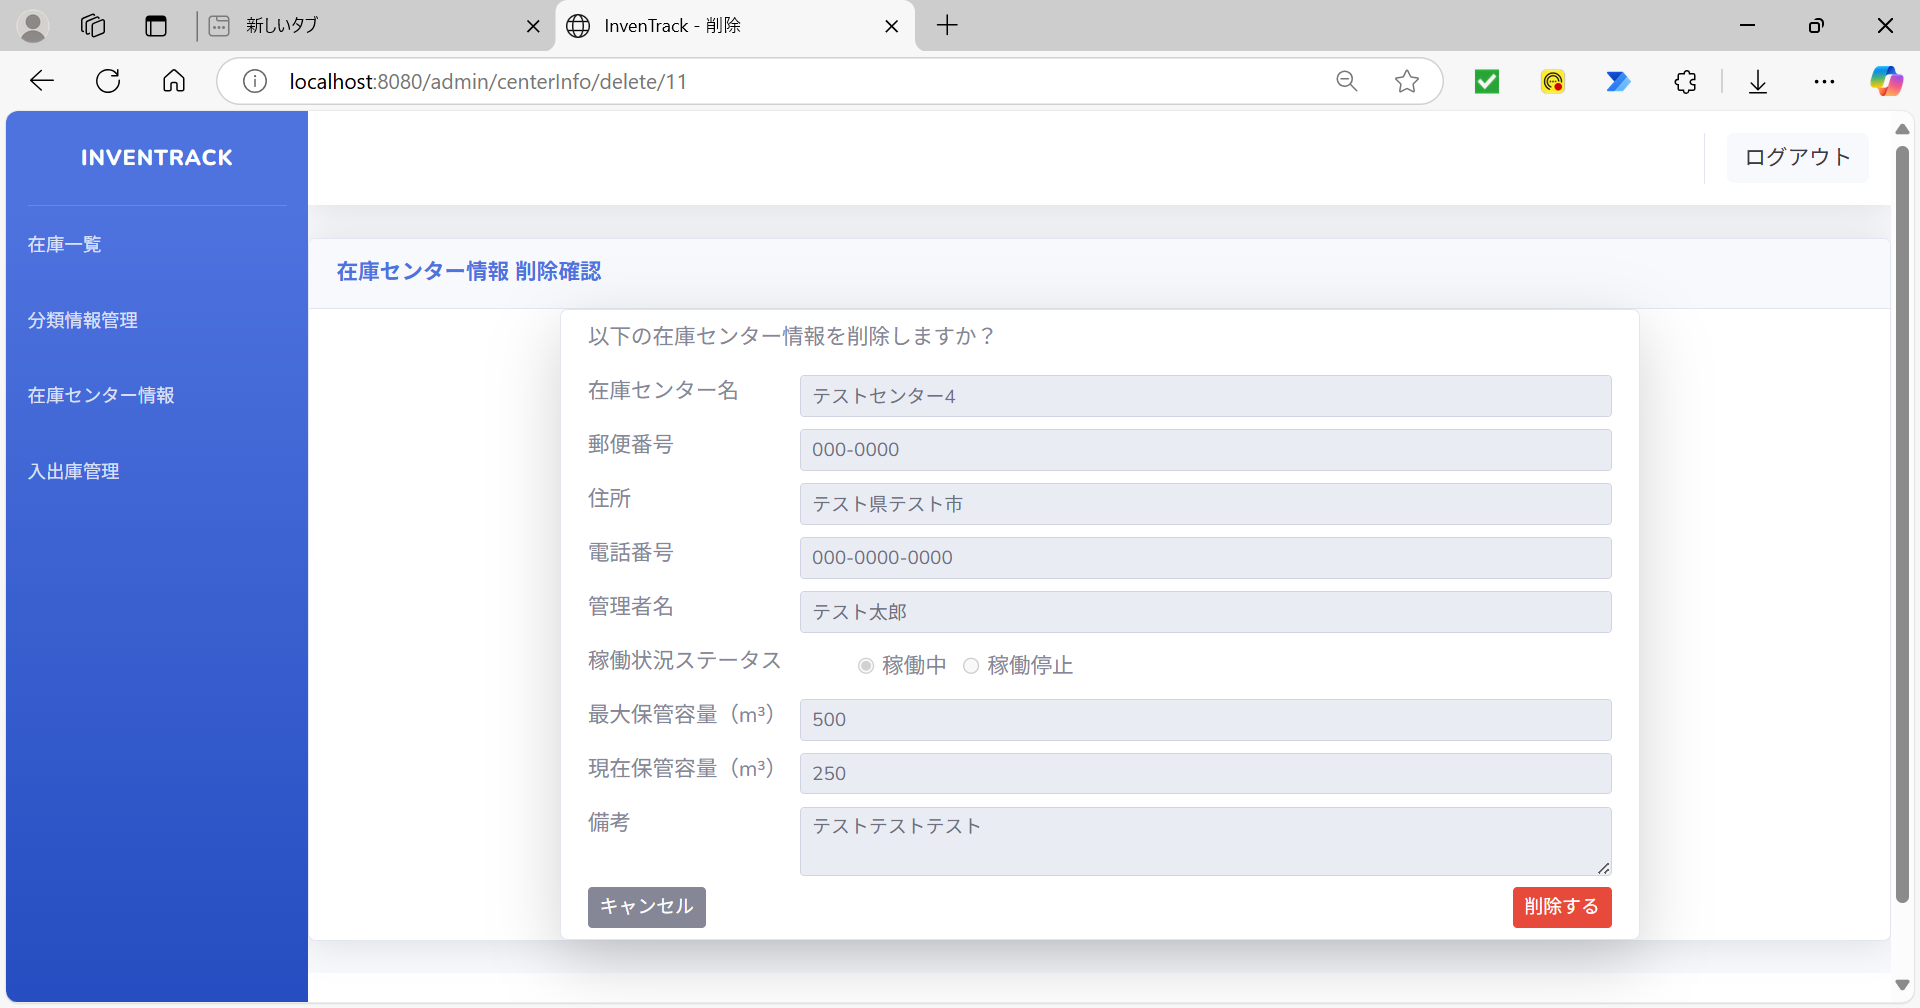 新しいタブ
InvenTrack - 削除
localhost:8080/admin/centerInfo/delete/11
INVENTRACK
ログアウト
在庫一覧
分類情報管理
在庫センター情報
入出庫管理
在庫センター情報 削除確認
以下の在庫センター情報を削除しますか？
在庫センター名
テストセンター4
郵便番号
000-0000
住所
テスト県テスト市
電話番号
000-0000-0000
管理者名
テスト太郎
稼働状況ステータス
稼働中 稼働停止
最大保管容量（m³）
500
現在保管容量（m³）
250
備考
テストテストテスト
キャンセル
削除する